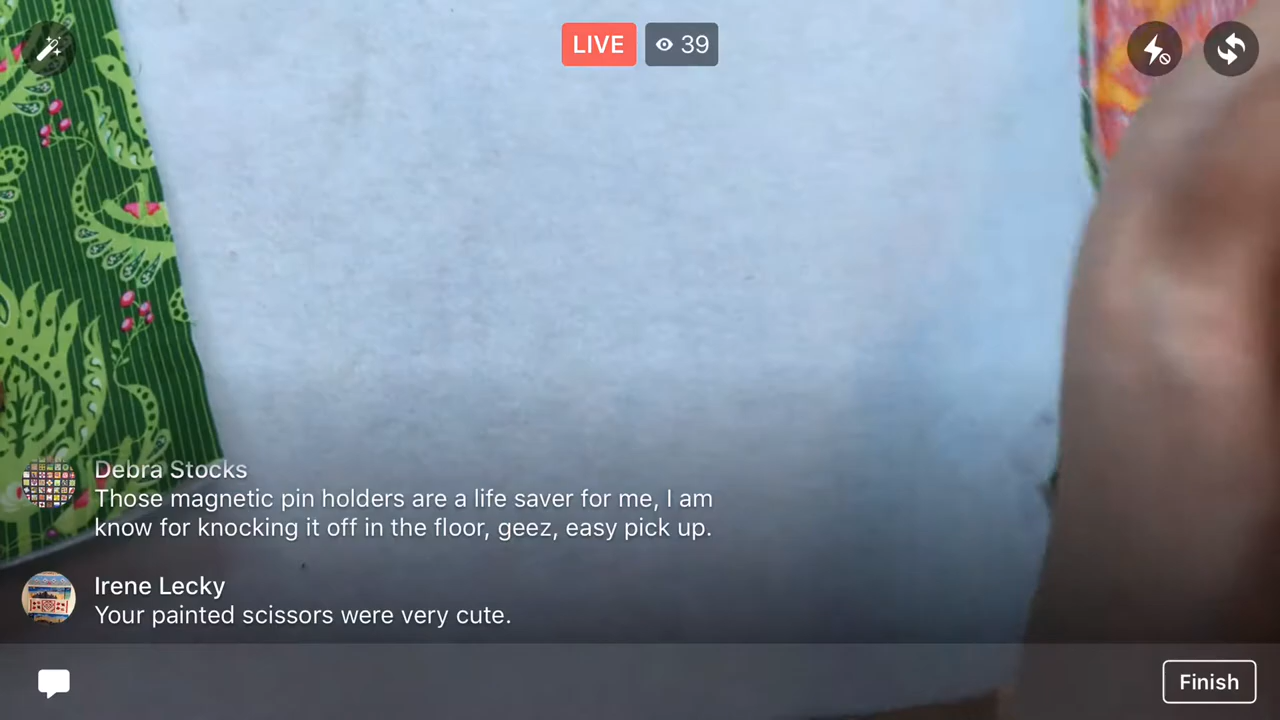 LIVE
39
Debra Stocks
Those magnetic pin holders are a life saver for me, I am
know for knocking it off in the floor, geez, easy pick up.
Irene Lecky
Your painted scissors were very cute.
Finish